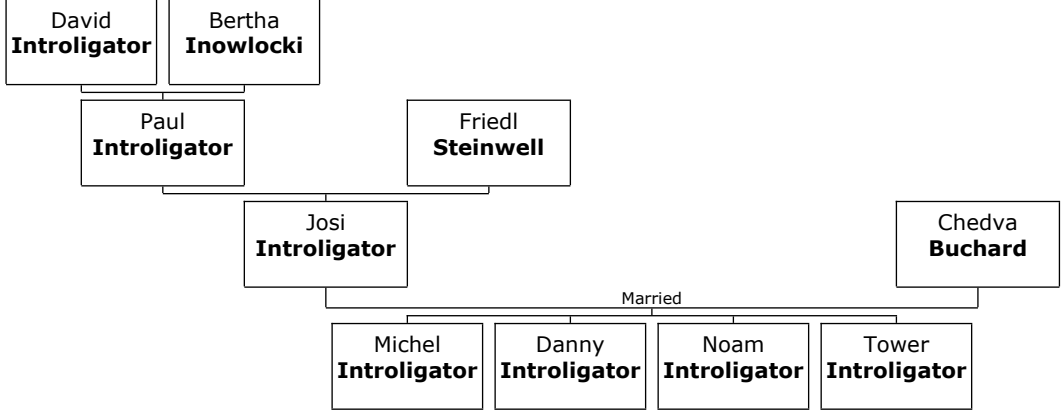 David
Introligator
Bertha
Inowlocki
Paul
Introligator
Friedl
Steinwell
Josi
Introligator
Chedva
Buchard
Married
Michel
Introligator
Danny
Introligator
Noam
Introligator
Tower
Introligator